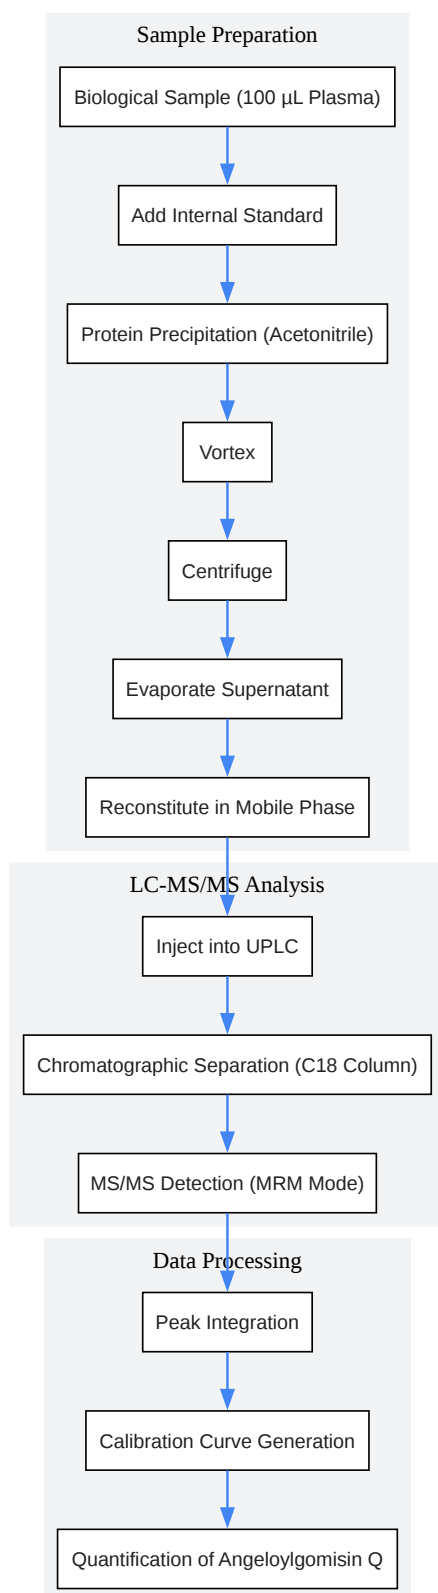 Sample Preparation
Biological Sample (100 µL Plasma)
Add Internal Standard
Protein Precipitation (Acetonitrile)
Vortex
Centrifuge
Evaporate Supernatant
Reconstitute in Mobile Phase
LC-MS/MS Analysis
Inject into UPLC
Chromatographic Separation (C18 Column)
MS/MS Detection (MRM Mode)
Data Processing
Peak Integration
Calibration Curve Generation
Quantification of Angeloylgomisin Q